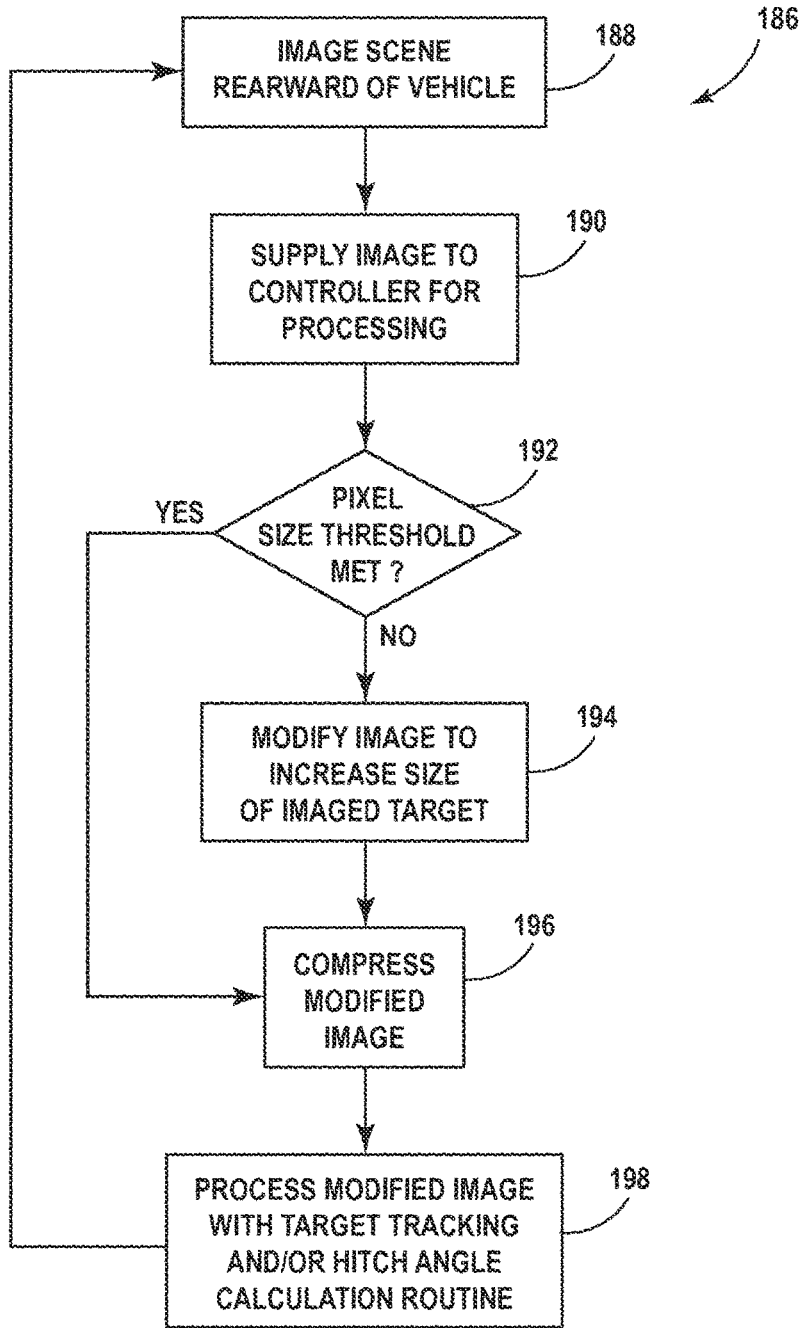 186
IMAGE SCENE
REARWARD OF VEHICLE
188
SUPPLY IMAGE TO
CONTROLLER FOR
PROCESSING
190
PIXEL
SIZE THRESHOLD
MET ?
192
YES
NO
MODIFY IMAGE TO
INCREASE SIZE
OF IMAGED TARGET
194
COMPRESS
MODIFIED
IMAGE
196
PROCESS MODIFIED IMAGE
WITH TARGET TRACKING
AND/OR HITCH ANGLE
CALCULATION ROUTINE
198